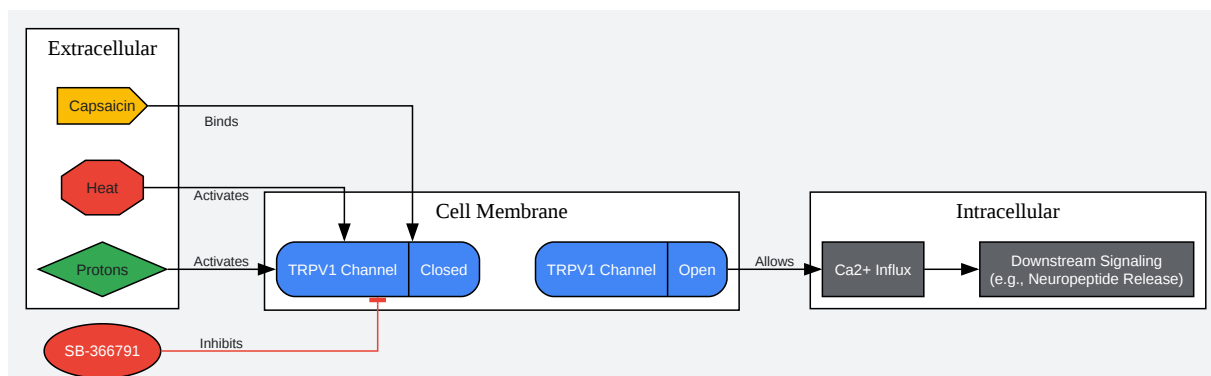 Extracellular
Capsaicin
Binds
Heat
Activates
Cell Membrane
Intracellular
Protons
Activates
TRPV1 Channel
Closed
TRPV1 Channel
Open
Allows
Ca2+ Influx
Downstream Signaling
(e.g., Neuropeptide Release)
SB-366791
Inhibits